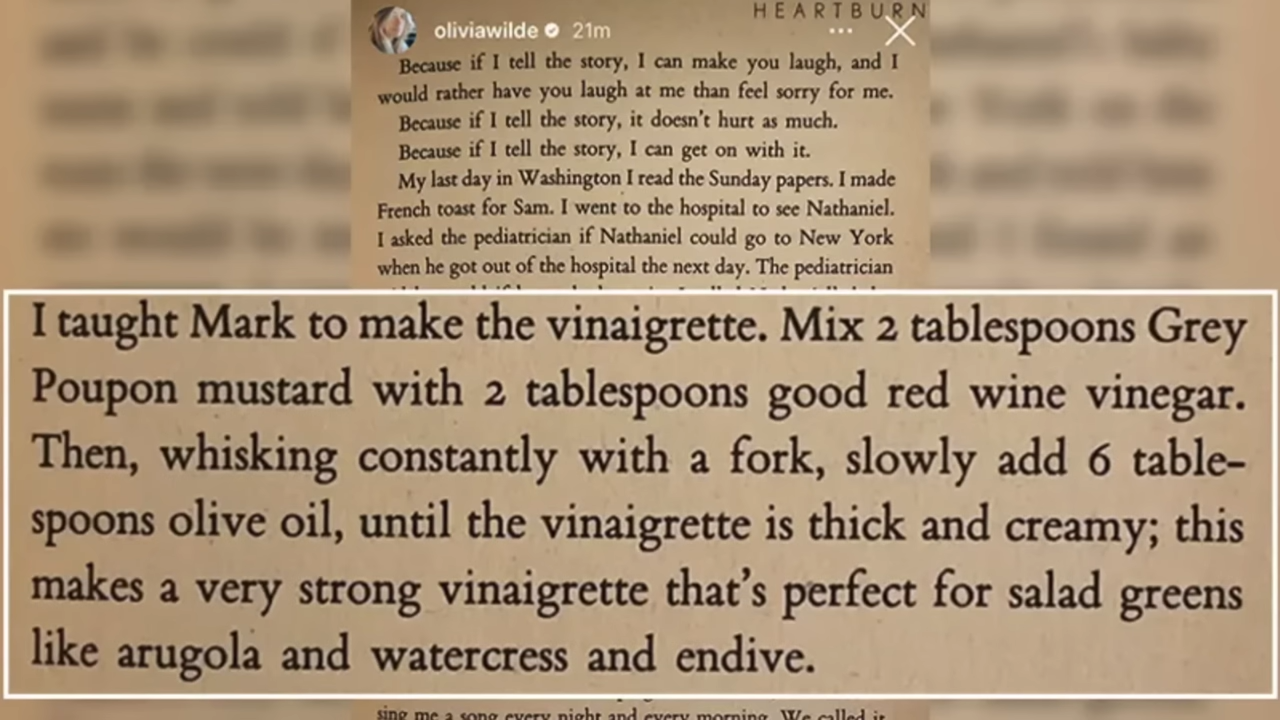 HEARTBURN
oliviawilde 21m
Because if I tell the story, I can make you laugh, and I
would rather have you laugh at me than feel sorry for me.
Because if I tell the story, it doesn't hurt as much.
Because if I tell the story, I can get on with it.
My last day in Washington I read the Sunday papers. I made
French toast for Sam. I went to the hospital to see Nathaniel.
I asked the pediatrician if Nathaniel could go to New York
when he got out of the hospital the next day. The pediatrician
I taught Mark to make the vinaigrette. Mix 2 tablespoons Grey
Poupon mustard with 2 tablespoons good red wine vinegar.
Then, whisking constantly with a fork, slowly add 6 table-
spoons olive oil, until the vinaigrette is thick and creamy; this
makes a very strong vinaigrette that's perfect for salad greens
like arugola and watercress and endive.
sing me a song every night and every morning. We called it